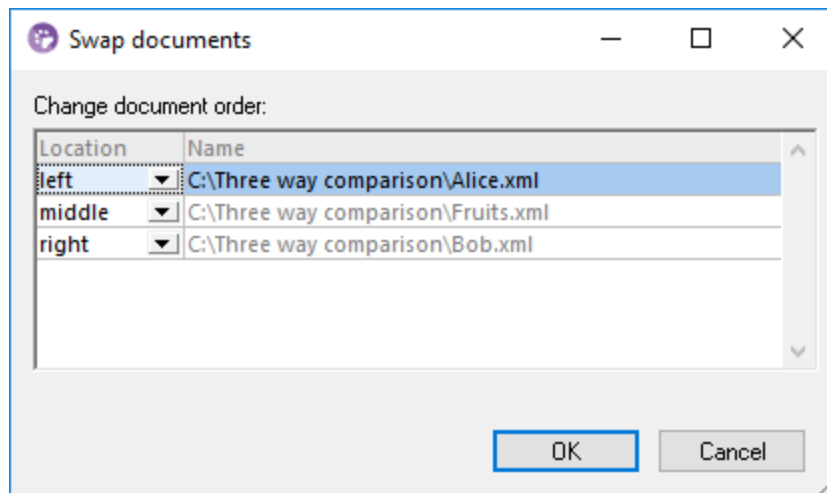 Swap documents
Change document order:
Location Name
left C:\Three way comparison\Alice.xml
middle C:\Three way comparison\Fruits.xml
right C:\Three way comparison\Bob.xml
OK Cancel